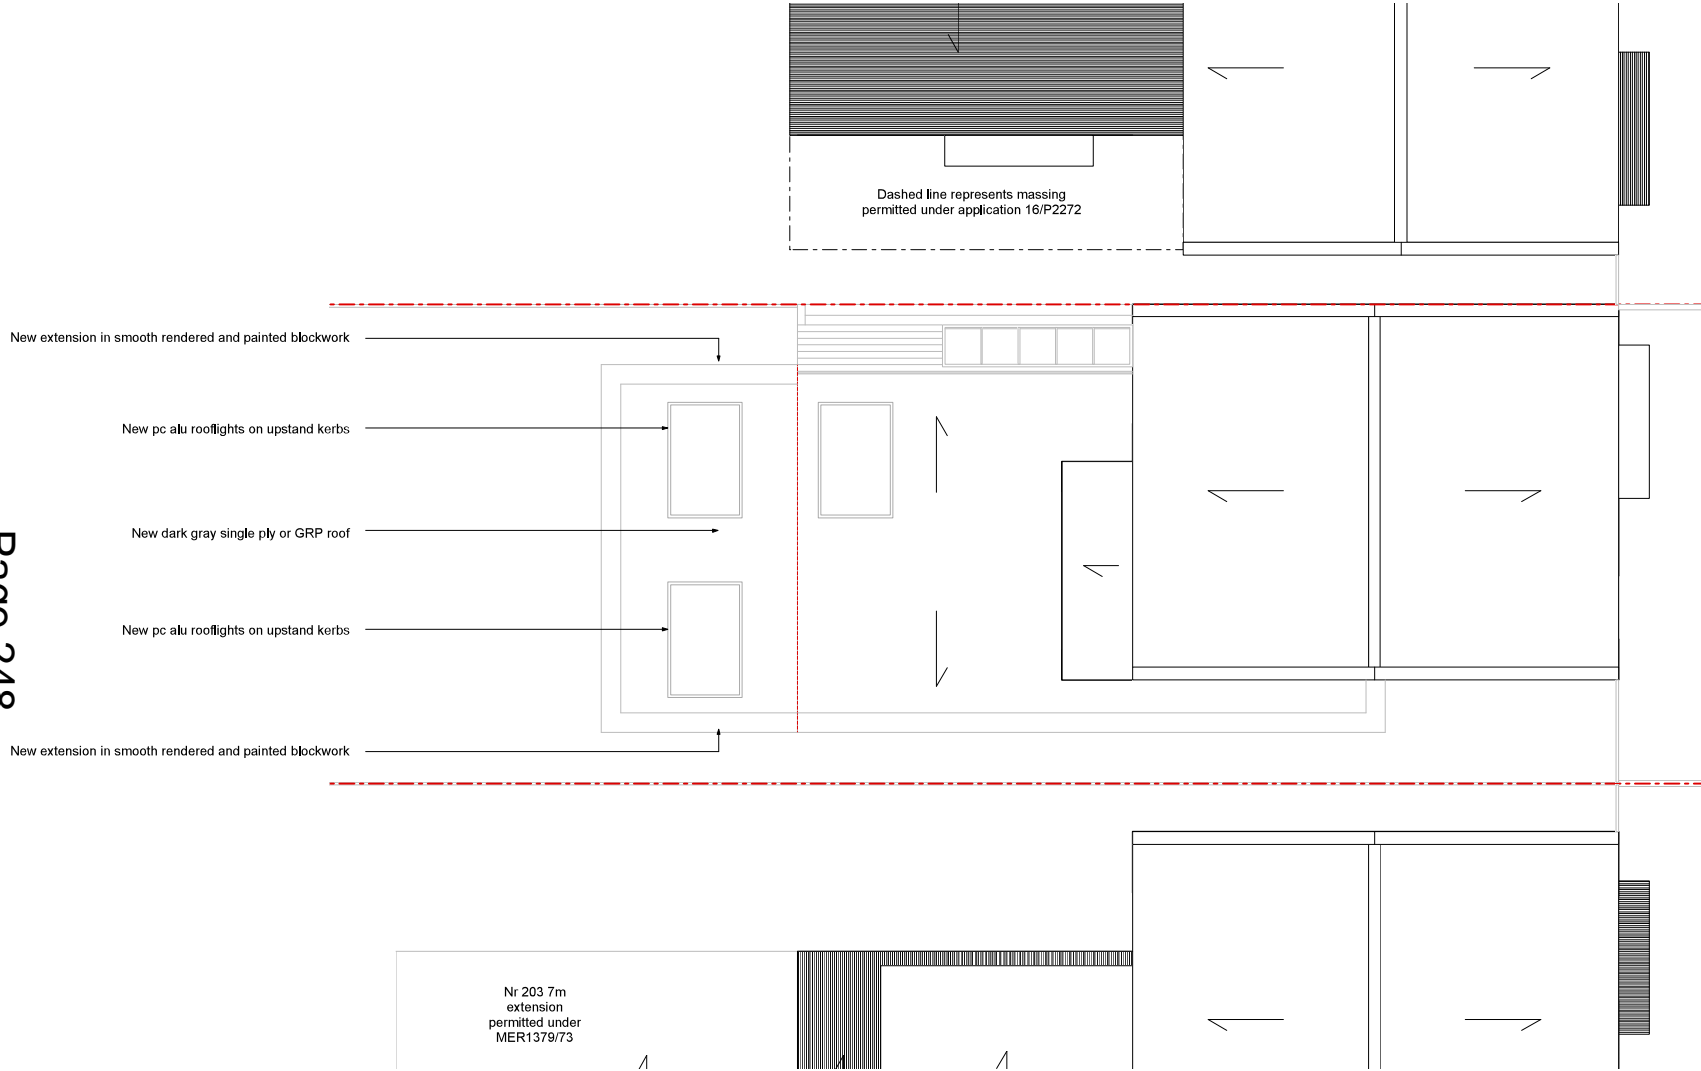 Dashed line represents massing
permitted under application 16/P2272
New extension in smooth rendered and painted blockwork
New pc alu rooflights on upstand kerbs
New dark gray single ply or GRP roof
New pc alu rooflights on upstand kerbs
New extension in smooth rendered and painted blockwork
Page 248
Nr 203 7m
extension
permitted under
MER1379/73